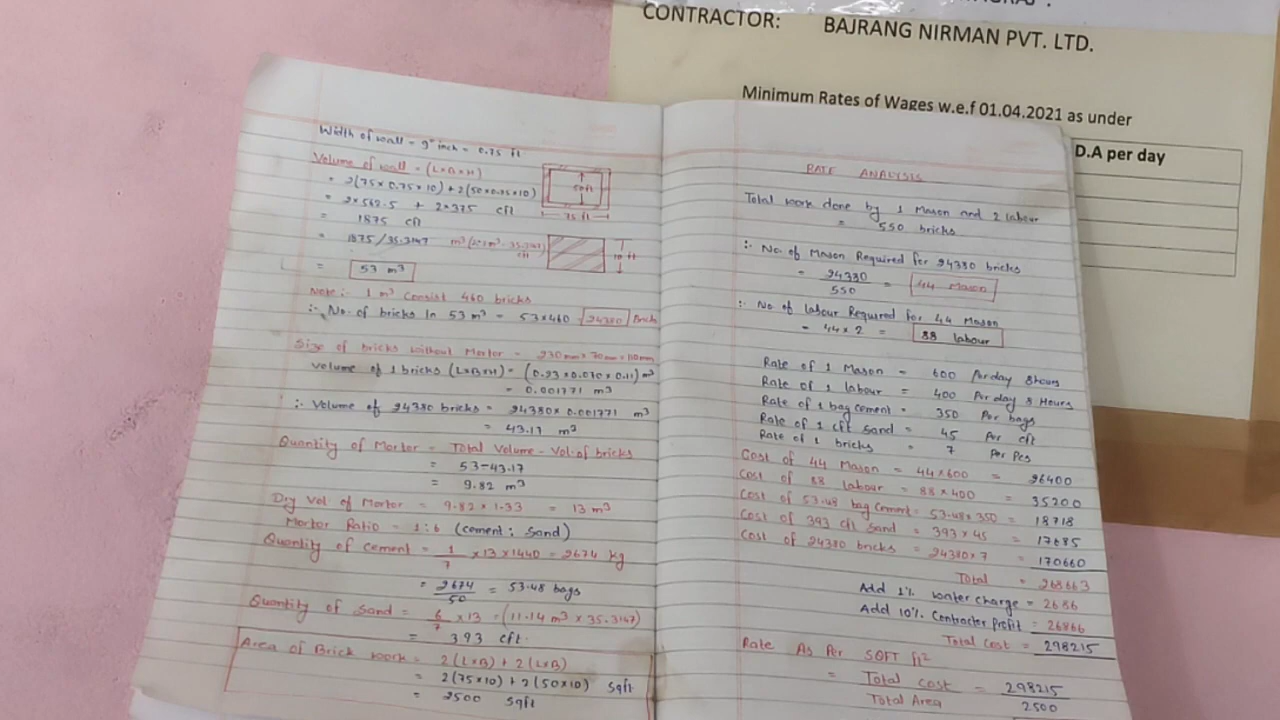 CONTRACTOR: BAJRANG NIRMAN PVT. LTD.
Minimum Rates of Wages w.e.f 01.04.2021 as under
D.A per day
Width of wall = 9" inch = 0.75 ft
Volume of wall = (L×B×H)
= 2(75×0.75×10) + 2(50×0.75×10)
= 2×562.5 + 2×375 cft
= 1875 cft
= 1875/35.3147 m³
= 53 m³
75 ft
Note: 1 m³ Consist 460 bricks
∴ No. of bricks in 53 m³ = 53×460 = 24380 Brick
Size of bricks without Mortor = 230mm×70mm×110mm
Volume of 1 bricks (L×B×H) = (0.23×0.070×0.11) m³
= 0.001771 m³
∴ Volume of 24380 bricks = 24380×0.001771 m³
= 43.17 m³
Quantity of Mortor = Total Volume - Vol. of bricks
= 53-43.17
= 9.82 m³
Dry Vol of Mortor = 9.82×1.33 = 13 m³
Mortor Ratio = 1:6 (cement: Sand)
Quantity of Cement = 1/7 ×13×1440 = 2674 kg
= 2674/50 = 53.48 bags
Quantity of Sand = 6/7 ×13 = (11.14 m³ × 35.3147)
= 393 cft.
Area of Brick work = 2(L×B) + 2(L×B)
= 2(75×10) + 2(50×10) Sqft
= 2500 Sqft
RATE ANALYSIS
Total work done by 1 Mason and 2 labour
= 550 bricks
∴ No. of Mason Required for 24380 bricks
= 24380/550 = 44 Mason
∴ No of labour Required for 44 Mason
= 44×2 = 88 labour
Rate of 1 Mason = 600 Per day 8 hours
Rate of 1 labour = 400 Per day 8 Hours
Rate of 1 bag cement = 350 Per bags
Rate of 1 cft sand = 45 Per cft
Rate of 1 bricks = 7 Per Pcs
Cost of 44 Mason = 44×600 = 26400
Cost of 88 labour = 88×400 = 35200
Cost of 53.48 bag Cement = 53.48×350 = 18718
Cost of 393 cft sand = 393×45 = 17685
Cost of 24380 bricks = 24380×7 = 170660
Total = 268663
Add 1% water charge = 2686
Add 10% Contractor Profit = 26866
Total Cost = 298215
Rate As Per SQFT ft²
= Total cost/Total Area = 298215/2500